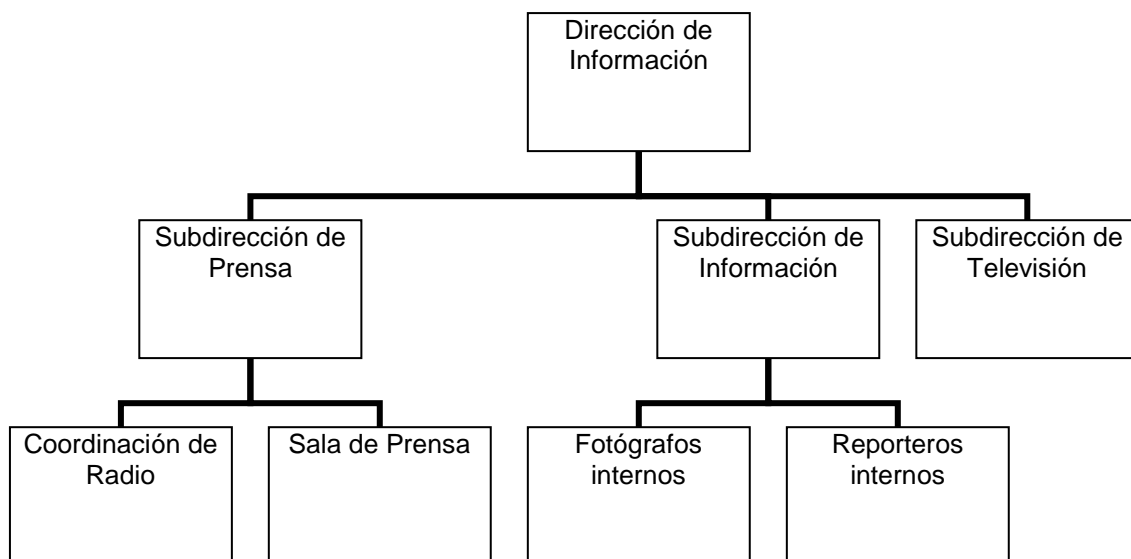 Dirección de
Información
Subdirección de
Prensa
Subdirección de
Información
Subdirección de
Televisión
Coordinación de
Radio
Sala de Prensa
Fotógrafos
internos
Reporteros
internos